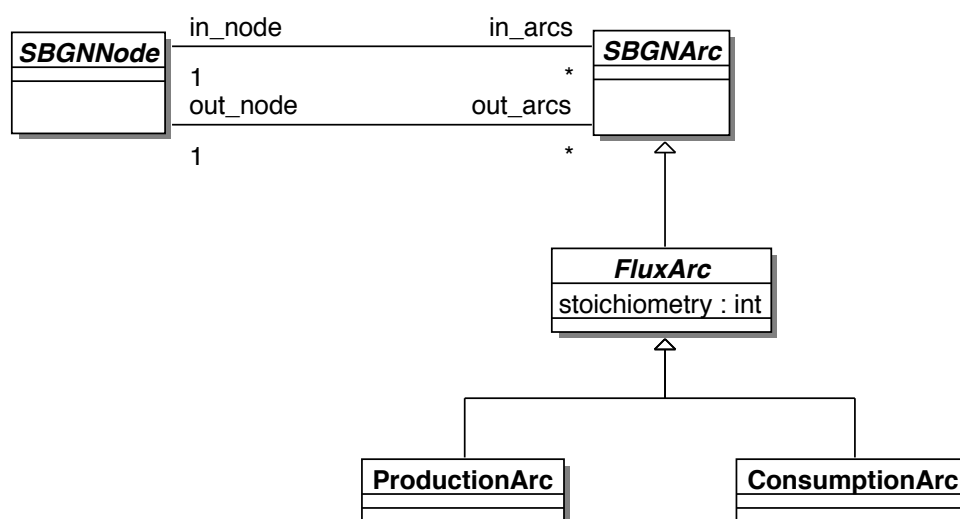 in_node in_arcs
SBGNNode SBGNArc
1 *
out_node out_arcs
1 *
FluxArc
stoichiometry : int
ProductionArc ConsumptionArc